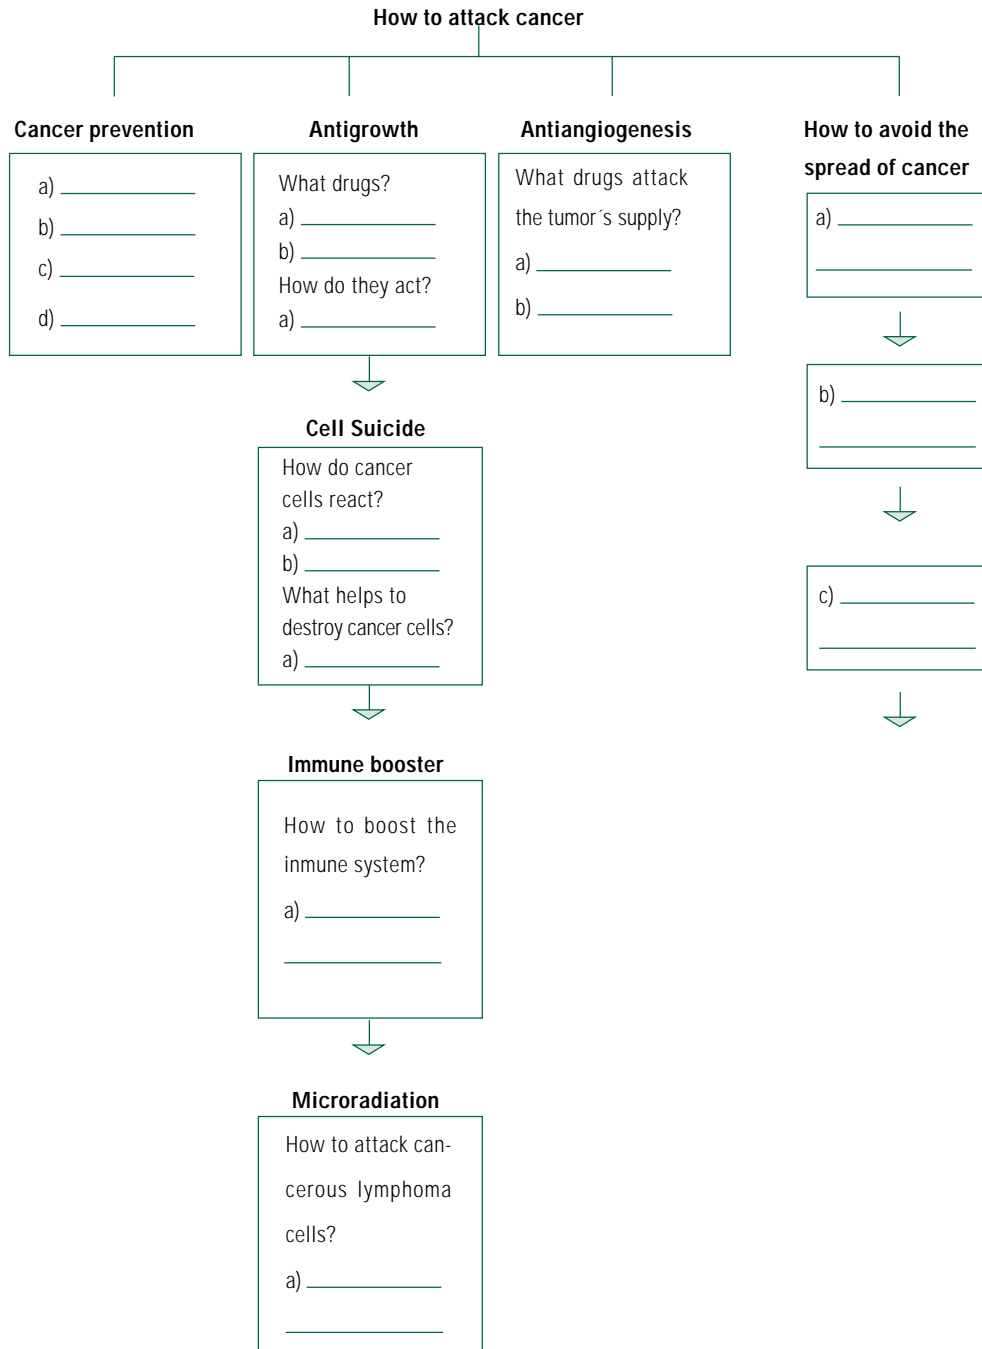 How to attack cancer
Cancer prevention
a)
b)
c)
d)
Antigrowth
What drugs?
a)
b)
How do they act?
a)
Cell Suicide
How do cancer
cells react?
a)
b)
What helps to
destroy cancer cells?
a)
Immune booster
How to boost the
inmune system?
a)
Microradiation
How to attack can-
cerous lymphoma
cells?
a)
Antiangiogenesis
What drugs attack
the tumor´s supply?
a)
b)
How to avoid the
spread of cancer
a)
b)
c)